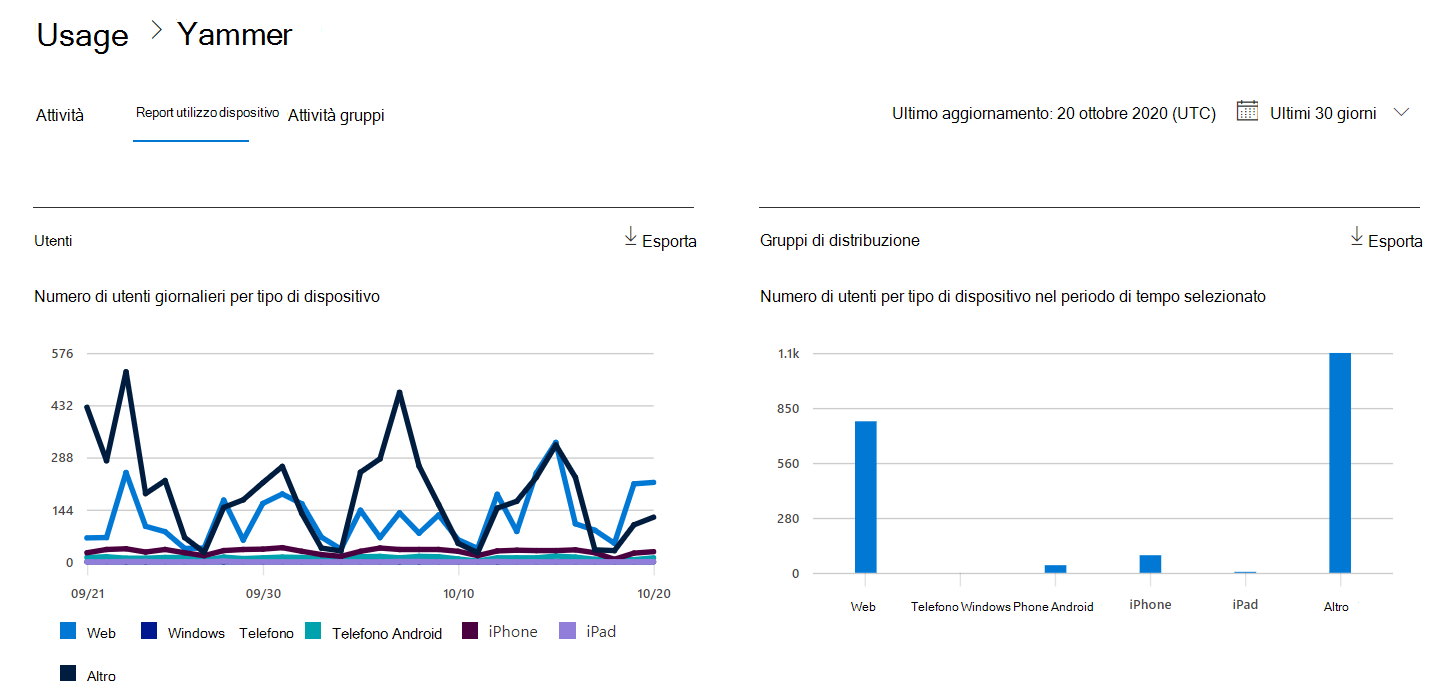 Usage > Yammer
Attività Report utilizzo dispositivo Attività gruppi
Ultimo aggiornamento: 20 ottobre 2020 (UTC) Ultimi 30 giorni
Utenti Esporta
Numero di utenti giornalieri per tipo di dispositivo
576
432
288
144
0
09/21 09/30 10/10 10/20
Web Windows Telefono Telefono Android iPhone iPad
Altro
Gruppi di distribuzione Esporta
Numero di utenti per tipo di dispositivo nel periodo di tempo selezionato
1.1k
850
560
280
0
Web Telefono Windows Phone Android iPhone iPad Altro